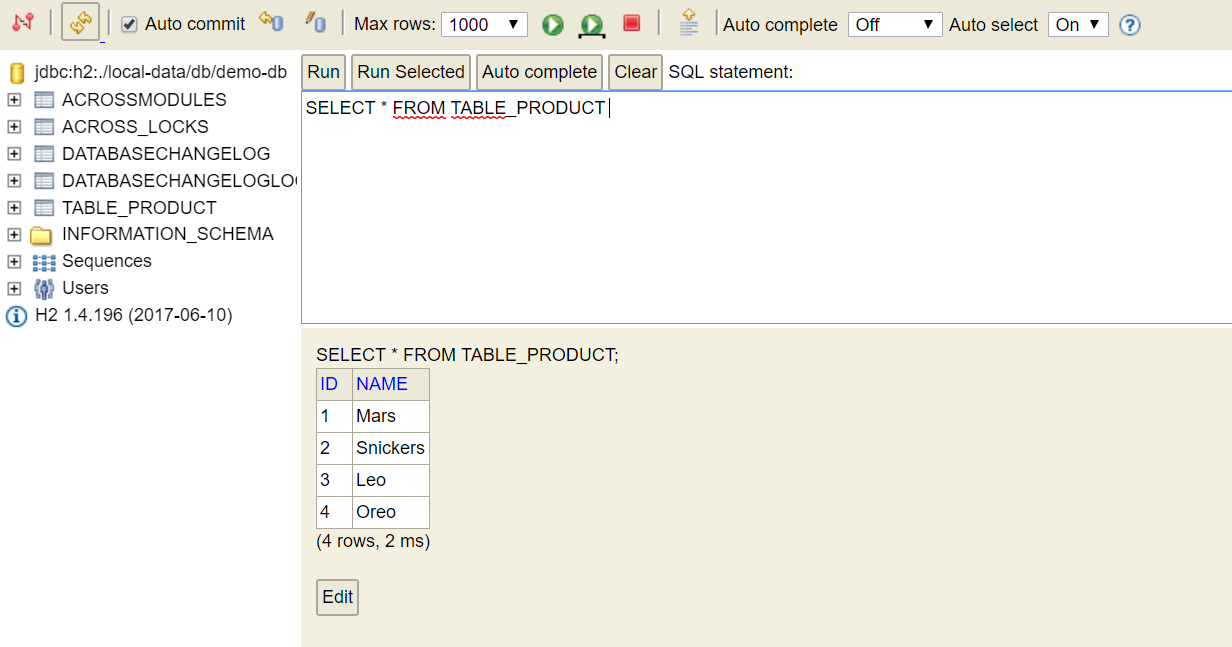 Auto commit Max rows: 1000 Auto complete Off Auto select On
jdbc:h2:./local-data/db/demo-db
ACROSSMODULES
ACROSS_LOCKS
DATABASECHANGELOG
DATABASECHANGELOGLO
TABLE_PRODUCT
INFORMATION_SCHEMA
Sequences
Users
H2 1.4.196 (2017-06-10)
Run Run Selected Auto complete Clear SQL statement:
SELECT * FROM TABLE_PRODUCT
SELECT * FROM TABLE_PRODUCT;
ID NAME
1 Mars
2 Snickers
3 Leo
4 Oreo
(4 rows, 2 ms)
Edit